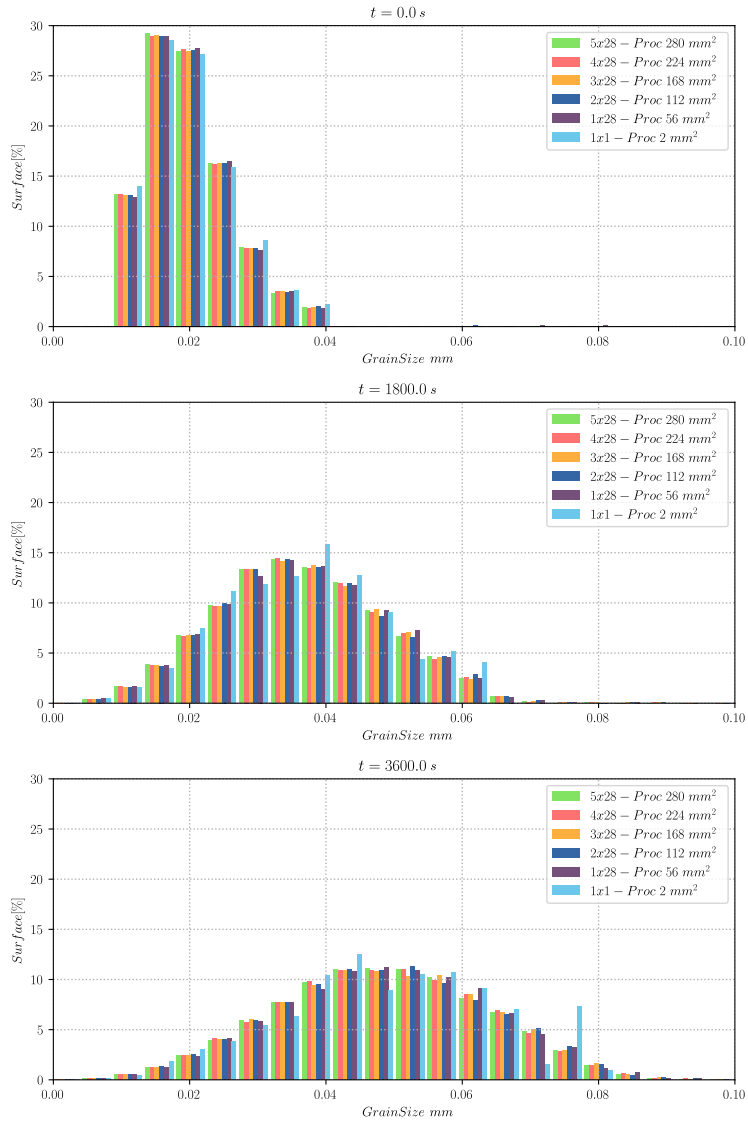 t = 0.0 s
30
25
20
15
10
5
0
Surface[%]
5x28 − Proc 280 mm²
4x28 − Proc 224 mm²
3x28 − Proc 168 mm²
2x28 − Proc 112 mm²
1x28 − Proc 56 mm²
1x1 − Proc 2 mm²
0.00 0.02 0.04 0.06 0.08 0.10
GrainSize mm
t = 1800.0 s
30
25
20
15
10
5
0
Surface[%]
5x28 − Proc 280 mm²
4x28 − Proc 224 mm²
3x28 − Proc 168 mm²
2x28 − Proc 112 mm²
1x28 − Proc 56 mm²
1x1 − Proc 2 mm²
0.00 0.02 0.04 0.06 0.08 0.10
GrainSize mm
t = 3600.0 s
30
25
20
15
10
5
0
Surface[%]
5x28 − Proc 280 mm²
4x28 − Proc 224 mm²
3x28 − Proc 168 mm²
2x28 − Proc 112 mm²
1x28 − Proc 56 mm²
1x1 − Proc 2 mm²
0.00 0.02 0.04 0.06 0.08 0.10
GrainSize mm